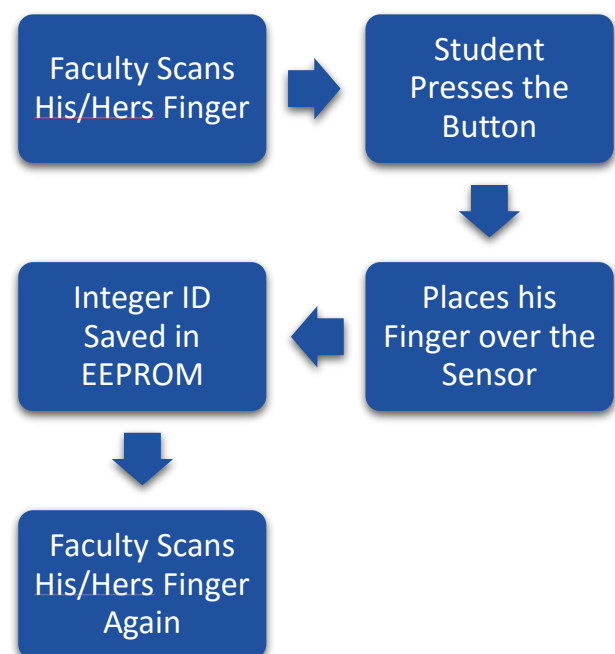 Faculty Scans
His/Hers Finger
Student
Presses the
Button
Places his
Finger over the
Sensor
Integer ID
Saved in
EEPROM
Faculty Scans
His/Hers Finger
Again